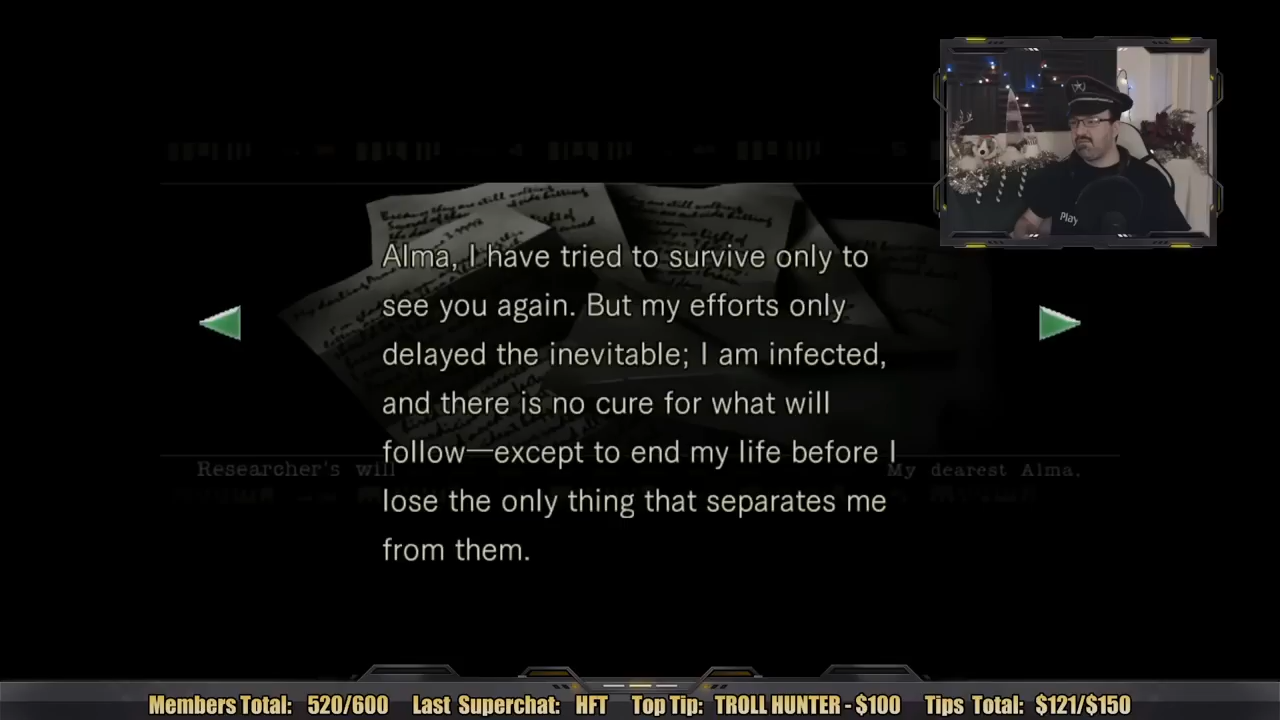 Play
Alma, I have tried to survive only to
see you again. But my efforts only
delayed the inevitable; I am infected,
and there is no cure for what will
follow—except to end my life before I
lose the only thing that separates me
from them.
Researcher's will
My dearest Alma,
Members Total: 520/600 Last Superchat: HFT Top Tip: TROLL HUNTER - $100 Tips Total: $121/$150